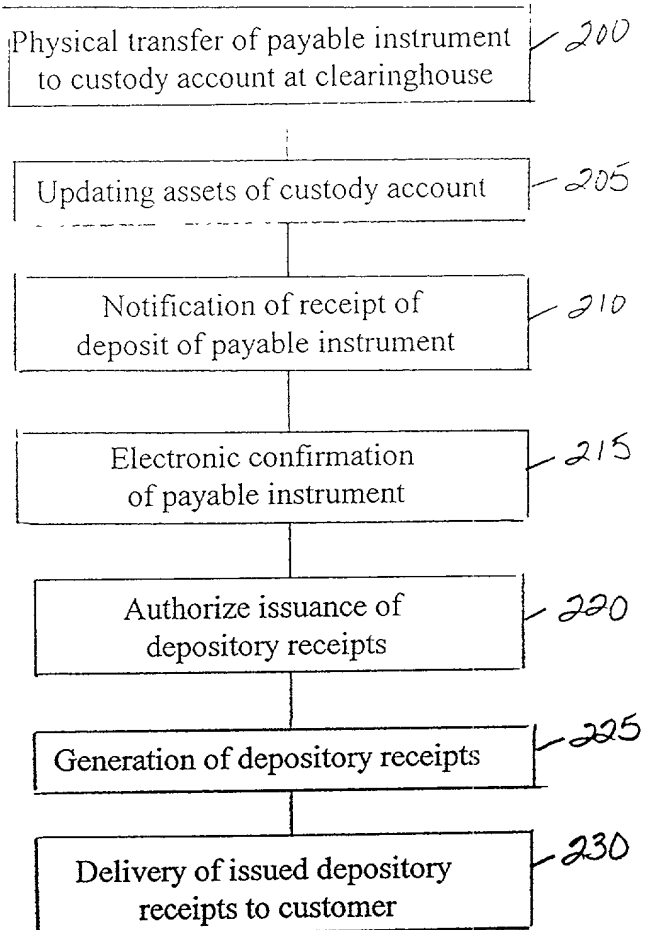 Physical transfer of payable instrument 200
to custody account at clearinghouse
Updating assets of custody account 205
Notification of receipt of 210
deposit of payable instrument
Electronic confirmation 215
of payable instrument
Authorize issuance of 220
depository receipts
Generation of depository receipts 225
Delivery of issued depository 230
receipts to customer